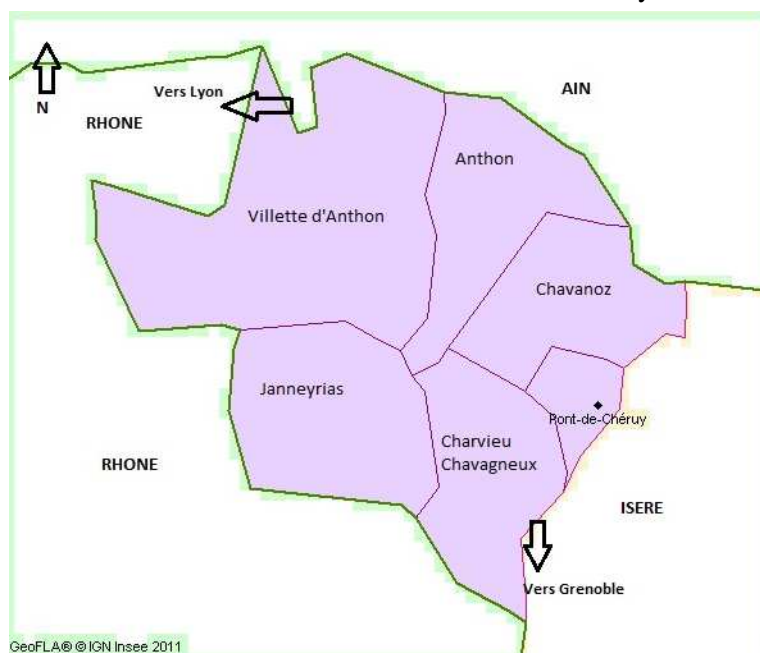 Vers Lyon
AIN
N
RHONE
Anthon
Villette d'Anthon
Chavanoz
Janneyrias
Pont-de-Chéruy
Charvieu
Chavagneux
RHONE
ISERE
Vers Grenoble
GeoFLA® © IGN Insee 2011